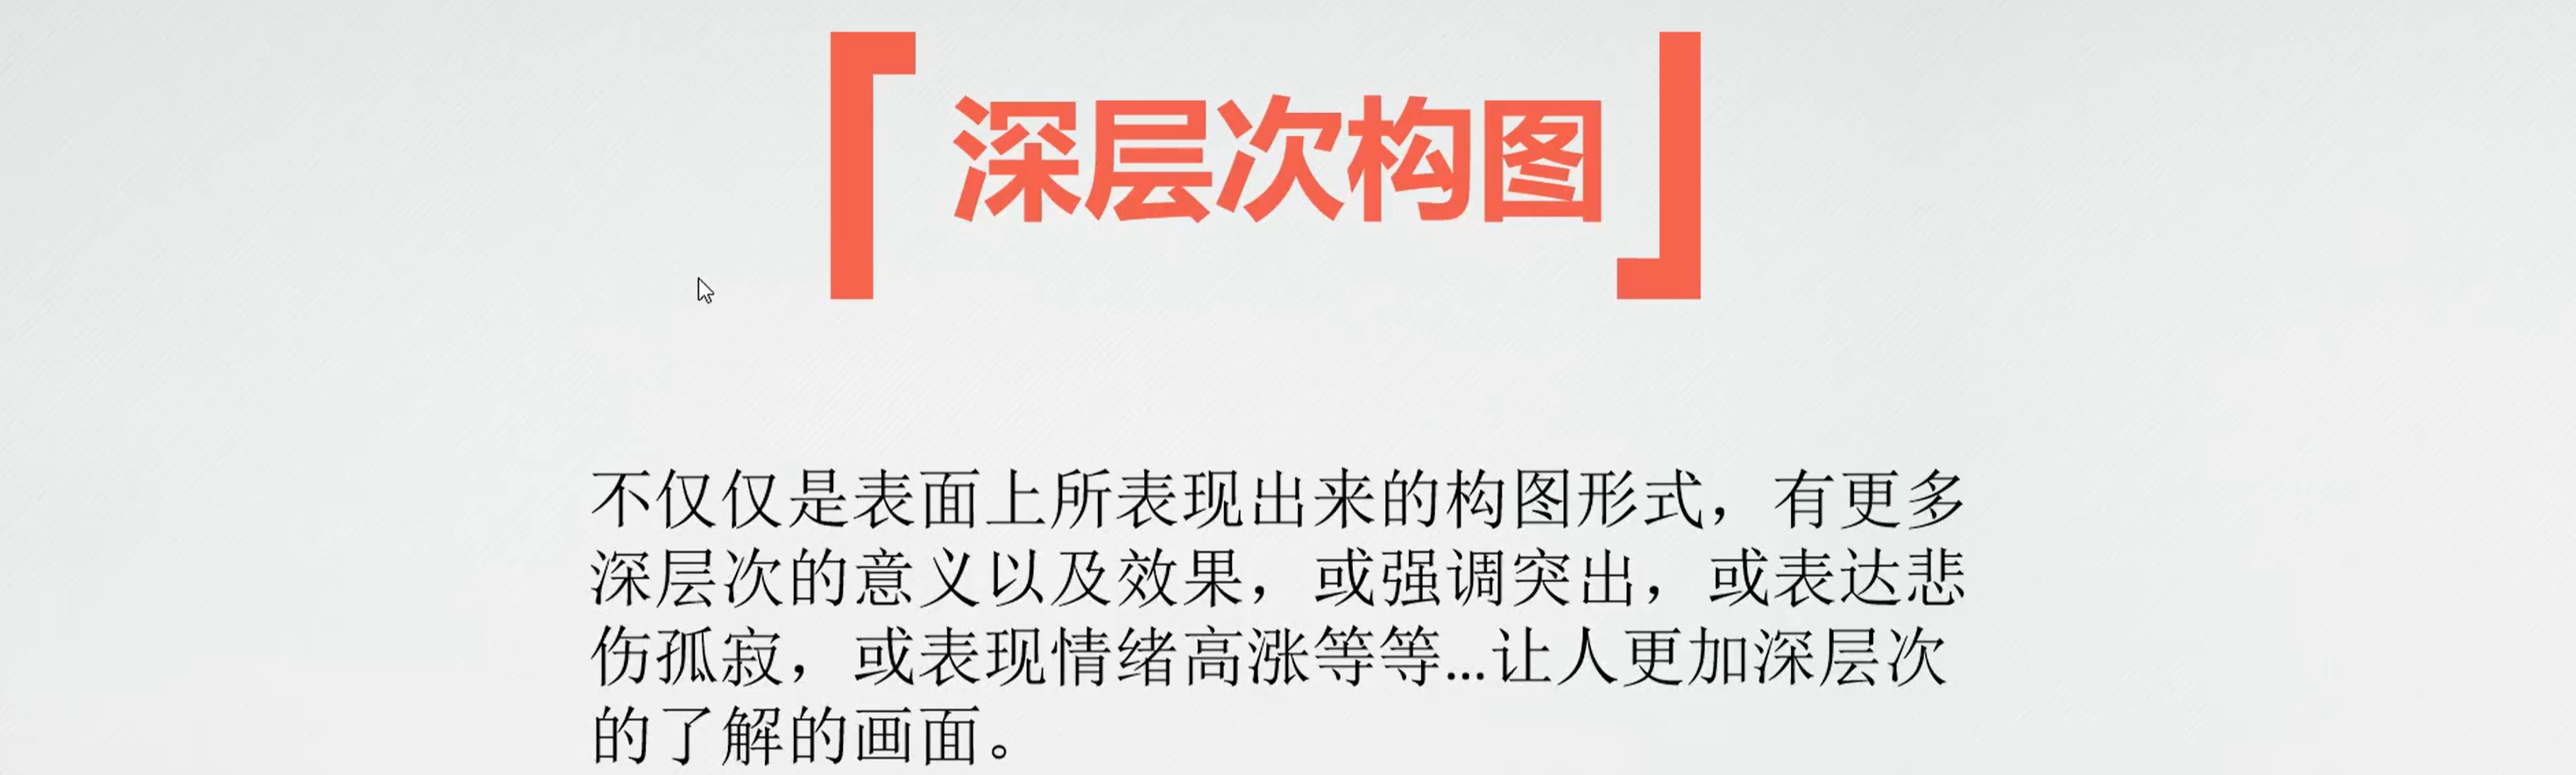 深层次构图
不仅仅是表面上所表现出来的构图形式，有更多
深层次的意义以及效果，或强调突出，或表达悲
伤孤寂，或表现情绪高涨等等...让人更加深层次
的了解的画面。